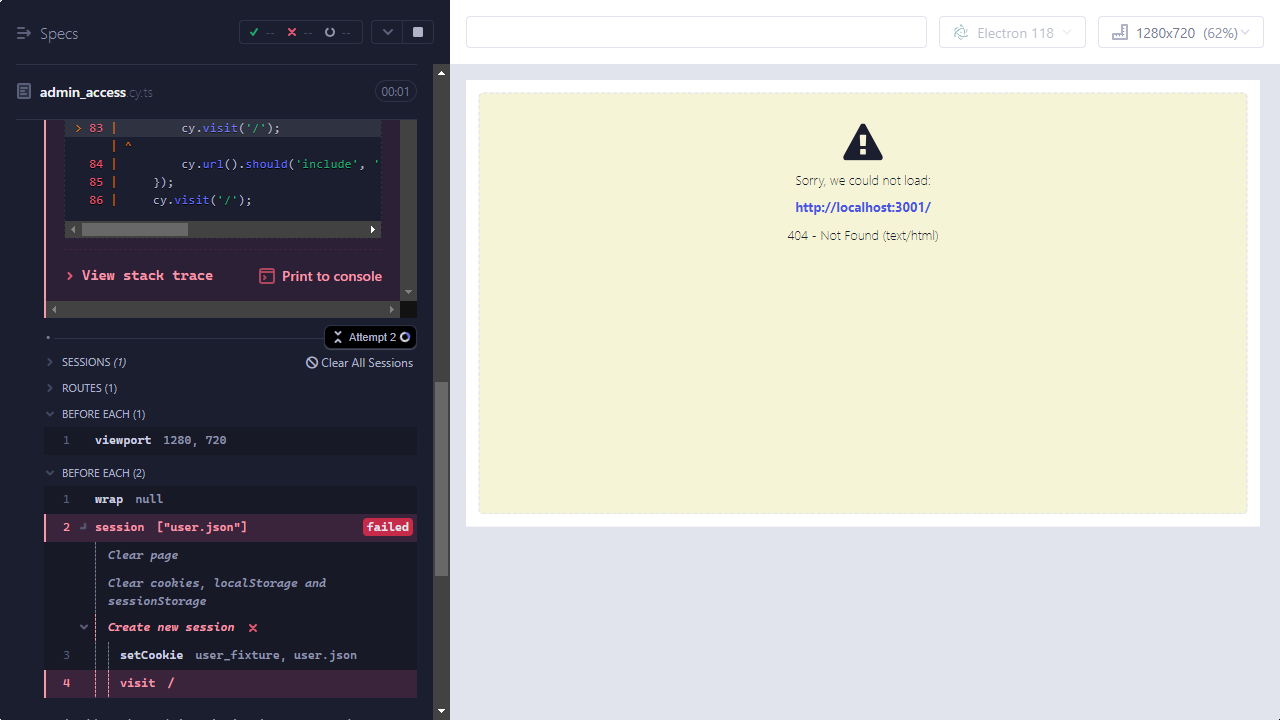 Specs
-- -- --
Electron 118
1280x720 (62%)
admin_access.cy.ts
00:01
> 83 | cy.visit('/');
| ^
84 | cy.url().should('include', '
85 | });
86 | cy.visit('/');
View stack trace
Print to console
Attempt 2
SESSIONS (1)
Clear All Sessions
ROUTES (1)
BEFORE EACH (1)
1 viewport 1280, 720
BEFORE EACH (2)
1 wrap null
2 session ["user.json"] failed
Clear page
Clear cookies, localStorage and
sessionStorage
Create new session
3 setCookie user_fixture, user.json
4 visit /
Sorry, we could not load:
http://localhost:3001/
404 - Not Found (text/html)